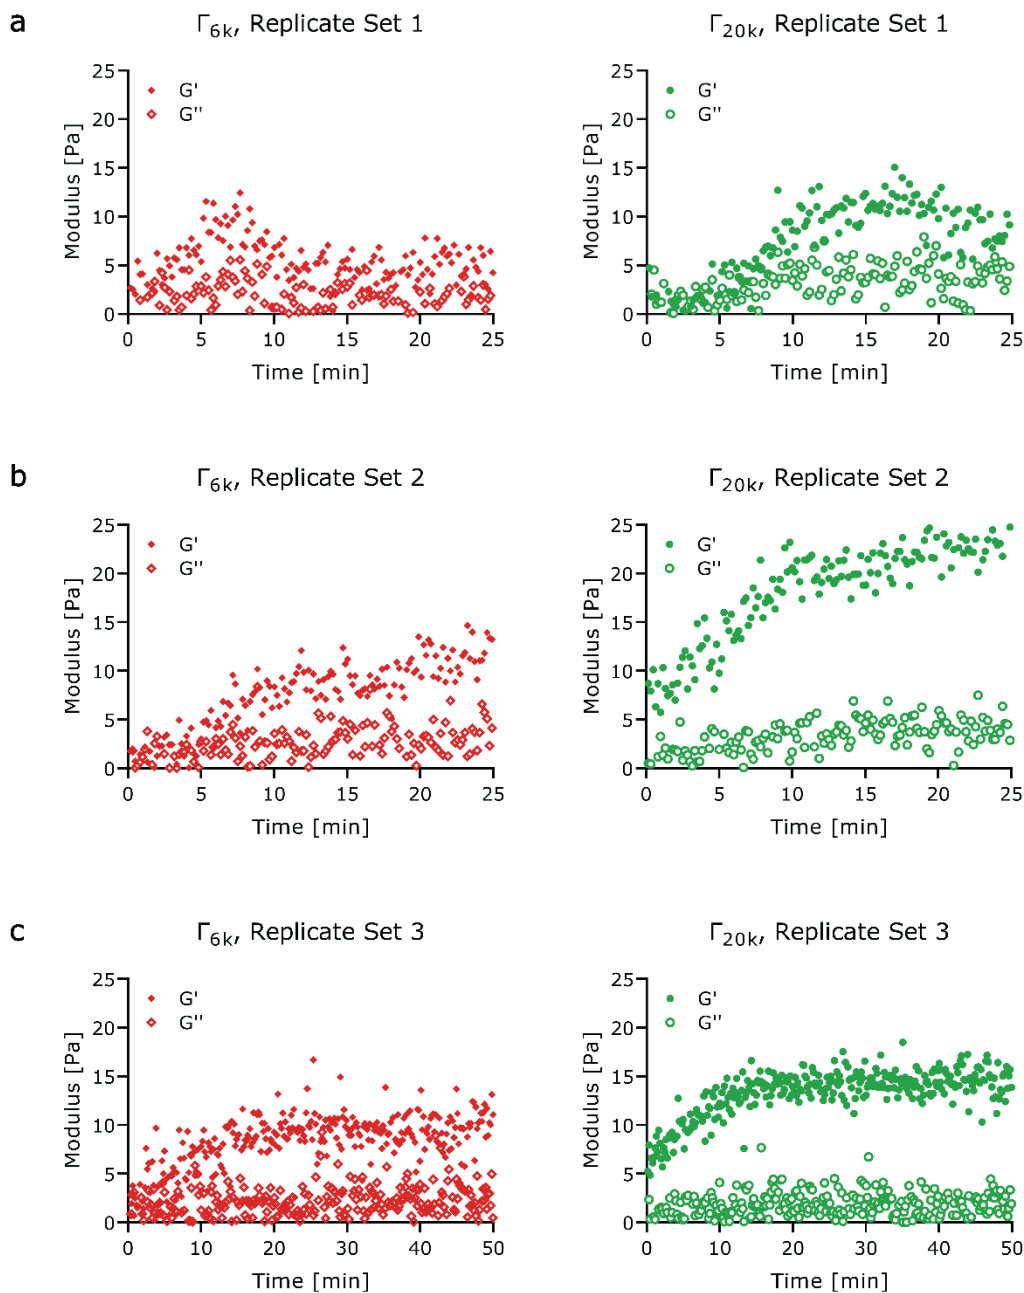 a
Γ6k, Replicate Set 1
Γ20k, Replicate Set 1
25
20
15
10
5
0
Modulus [Pa]
G'
G''
0 5 10 15 20 25
Time [min]
25
20
15
10
5
0
Modulus [Pa]
G'
G''
0 5 10 15 20 25
Time [min]
b
Γ6k, Replicate Set 2
Γ20k, Replicate Set 2
25
20
15
10
5
0
Modulus [Pa]
G'
G''
0 5 10 15 20 25
Time [min]
25
20
15
10
5
0
Modulus [Pa]
G'
G''
0 5 10 15 20 25
Time [min]
c
Γ6k, Replicate Set 3
Γ20k, Replicate Set 3
25
20
15
10
5
0
Modulus [Pa]
G'
G''
0 10 20 30 40 50
Time [min]
25
20
15
10
5
0
Modulus [Pa]
G'
G''
0 10 20 30 40 50
Time [min]